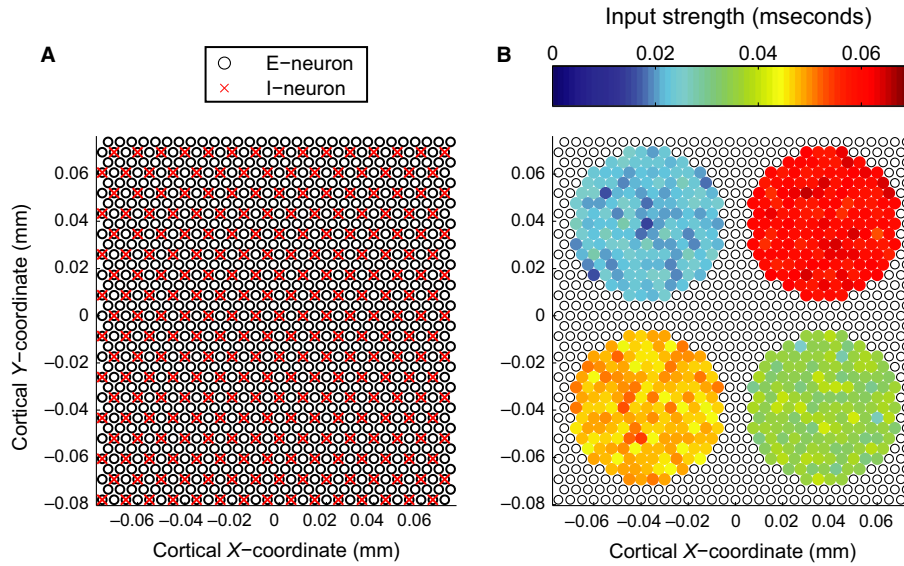 Input strength (mseconds)
A
E−neuron
I−neuron
B
0 0.02 0.04 0.06
Cortical Y−coordinate (mm)
0.06
0.04
0.02
0
−0.02
−0.04
−0.06
−0.08
−0.06 −0.04 −0.02 0 0.02 0.04 0.06
Cortical X−coordinate (mm)
0.06
0.04
0.02
0
−0.02
−0.04
−0.06
−0.08
−0.06 −0.04 −0.02 0 0.02 0.04 0.06
Cortical X−coordinate (mm)